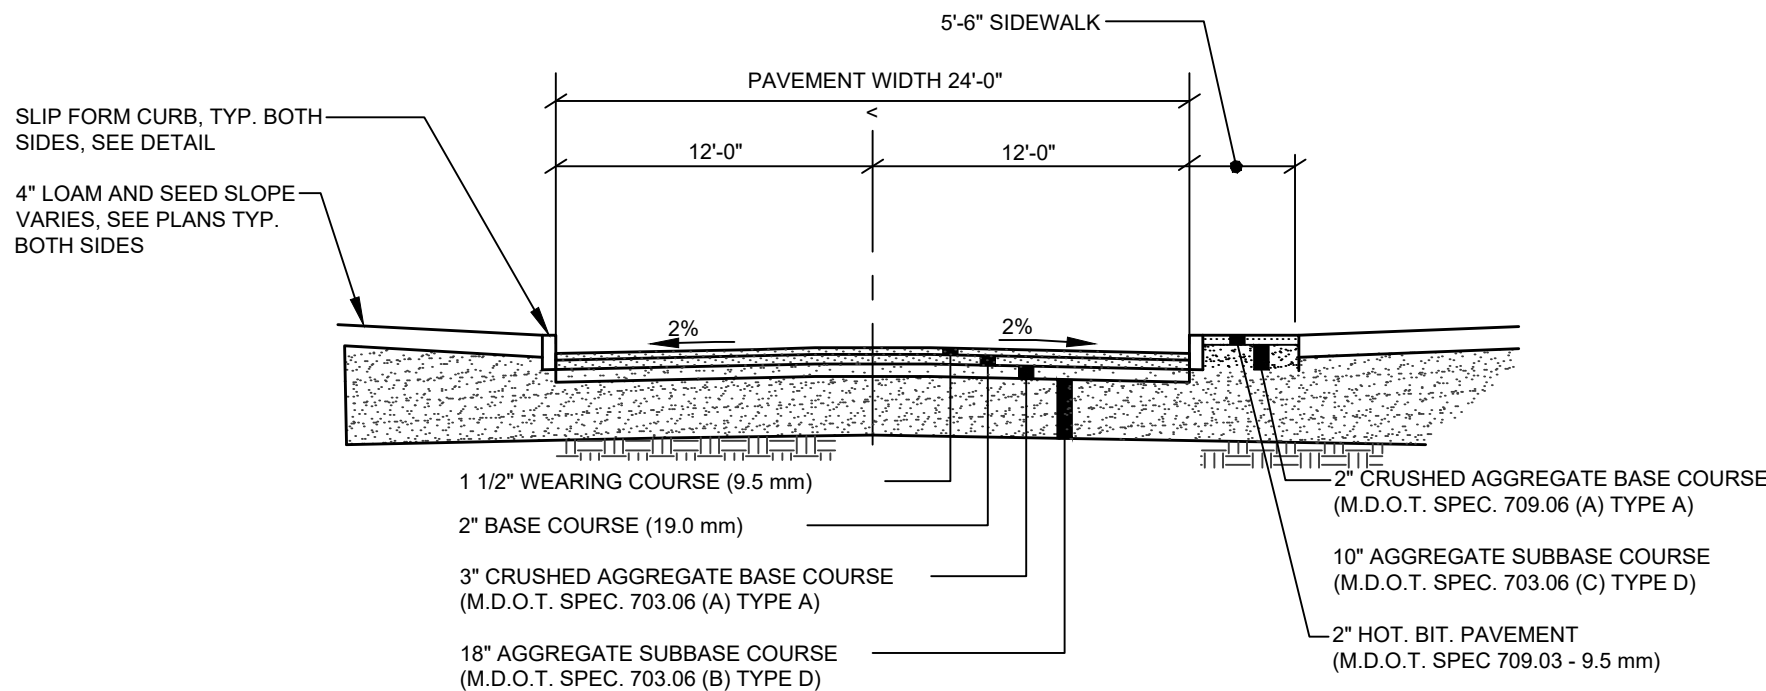 5'-6" SIDEWALK
PAVEMENT WIDTH 24'-0"
SLIP FORM CURB, TYP. BOTH
SIDES, SEE DETAIL
<
12'-0"
12'-0"
4" LOAM AND SEED SLOPE
VARIES, SEE PLANS TYP.
BOTH SIDES
2%
2%
1 1/2" WEARING COURSE (9.5 mm)
2" BASE COURSE (19.0 mm)
3" CRUSHED AGGREGATE BASE COURSE
(M.D.O.T. SPEC. 703.06 (A) TYPE A)
18" AGGREGATE SUBBASE COURSE
(M.D.O.T. SPEC. 703.06 (B) TYPE D)
2" CRUSHED AGGREGATE BASE COURSE
(M.D.O.T. SPEC. 709.06 (A) TYPE A)
10" AGGREGATE SUBBASE COURSE
(M.D.O.T. SPEC. 703.06 (C) TYPE D)
2" HOT. BIT. PAVEMENT
(M.D.O.T. SPEC 709.03 - 9.5 mm)